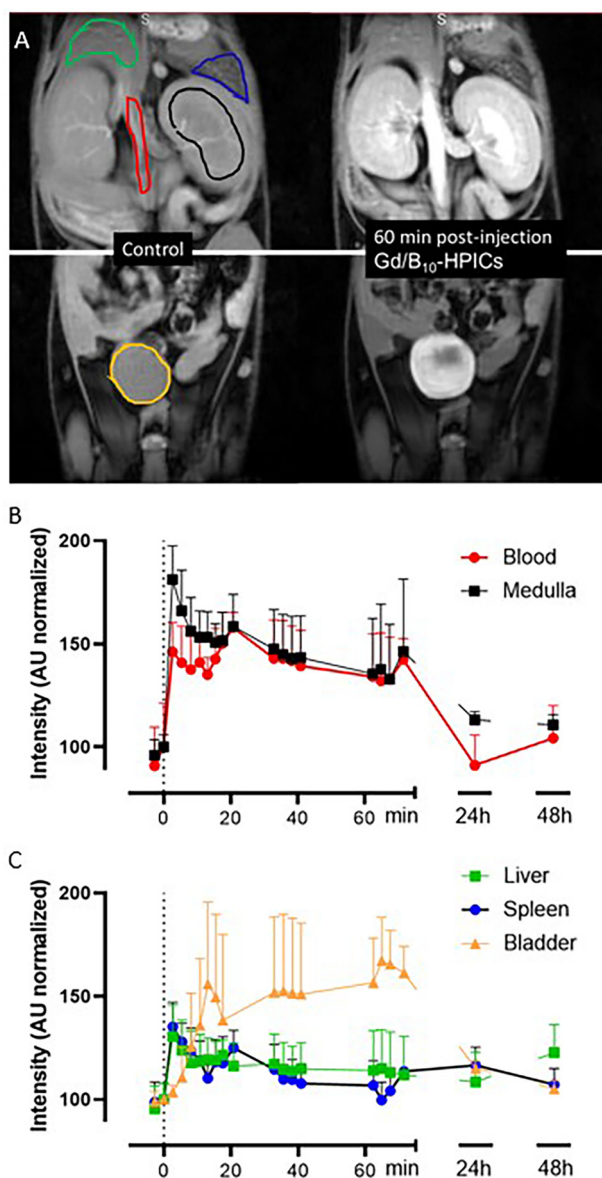 A
S
S
Control
60 min post-injection
Gd/B₁₀-HPICs
B
200
150
100
Intensity (AU normalized)
Blood
Medulla
0 20 40 60 min 24h 48h
C
200
150
100
Intensity (AU normalized)
Liver
Spleen
Bladder
0 20 40 60 min 24h 48h